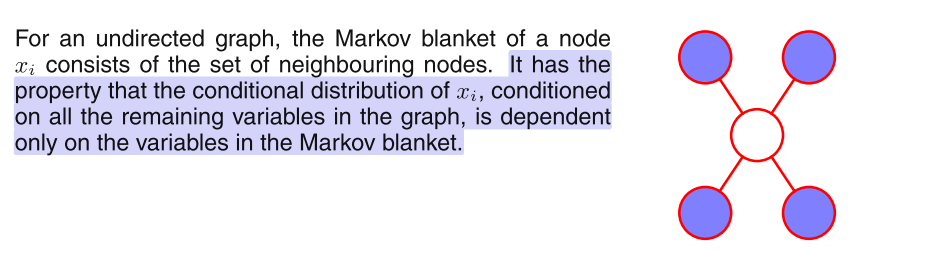 For an undirected graph, the Markov blanket of a node
xᵢ consists of the set of neighbouring nodes. It has the
property that the conditional distribution of xᵢ, conditioned
on all the remaining variables in the graph, is dependent
only on the variables in the Markov blanket.